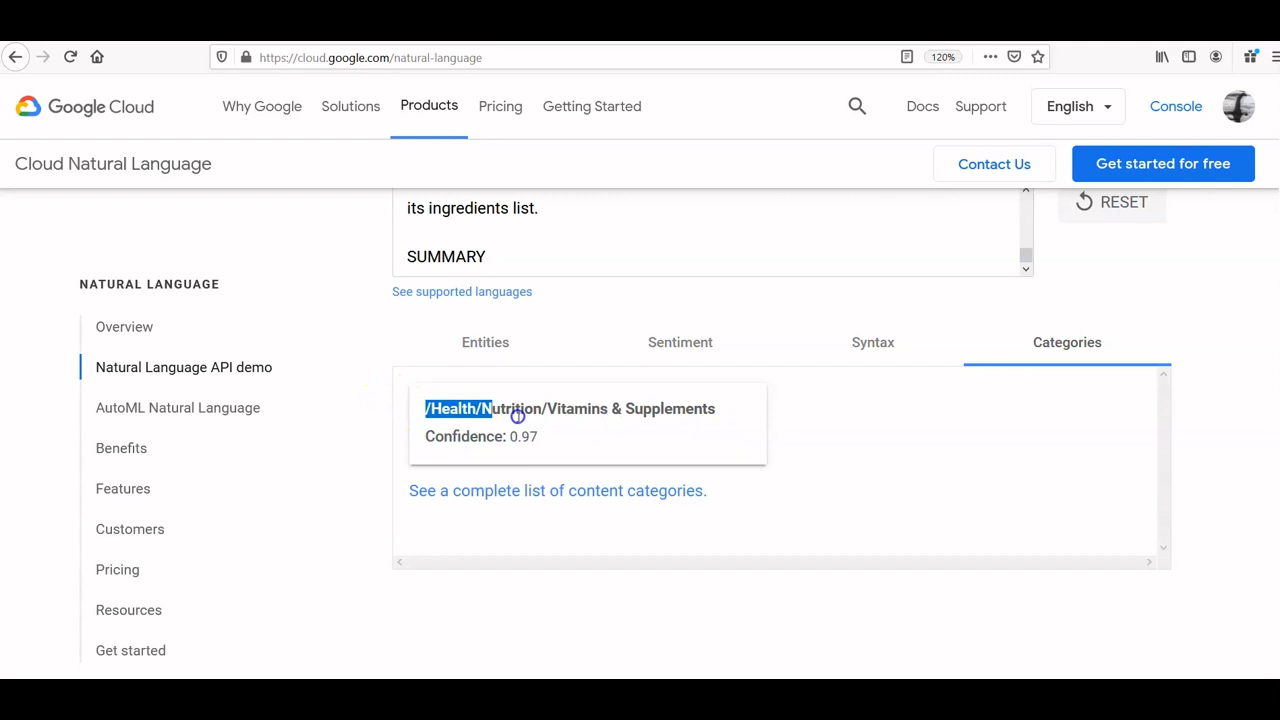 https://cloud.google.com/natural-language
120%
Google Cloud
Why Google
Solutions
Products
Pricing
Getting Started
Docs
Support
English
Console
Cloud Natural Language
Contact Us
Get started for free
its ingredients list.
SUMMARY
RESET
See supported languages
NATURAL LANGUAGE
Overview
Natural Language API demo
AutoML Natural Language
Benefits
Features
Customers
Pricing
Resources
Get started
Entities
Sentiment
Syntax
Categories
/Health/Nutrition/Vitamins & Supplements
Confidence: 0.97
See a complete list of content categories.